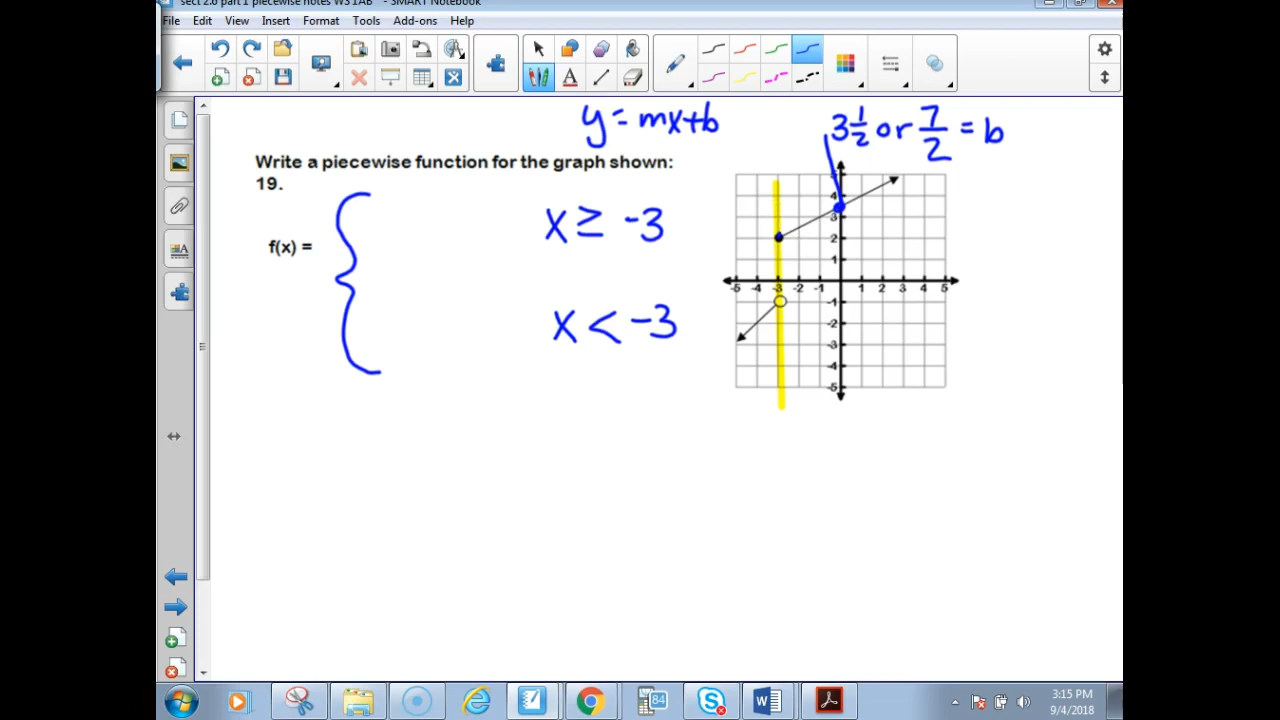 sect 2.6 part 1 piecewise notes WS 1AB * - SMART Notebook
File Edit View Insert Format Tools Add-ons Help
y = mx+b
3 1/2 or 7/2 = b
Write a piecewise function for the graph shown:
19.
x ≥ -3
f(x) =
x < -3
5
4
3
2
1
-5 -4 -3 -2 -1 1 2 3 4 5
-1
-2
-3
-4
-5
84
W
3:15 PM
9/4/2018